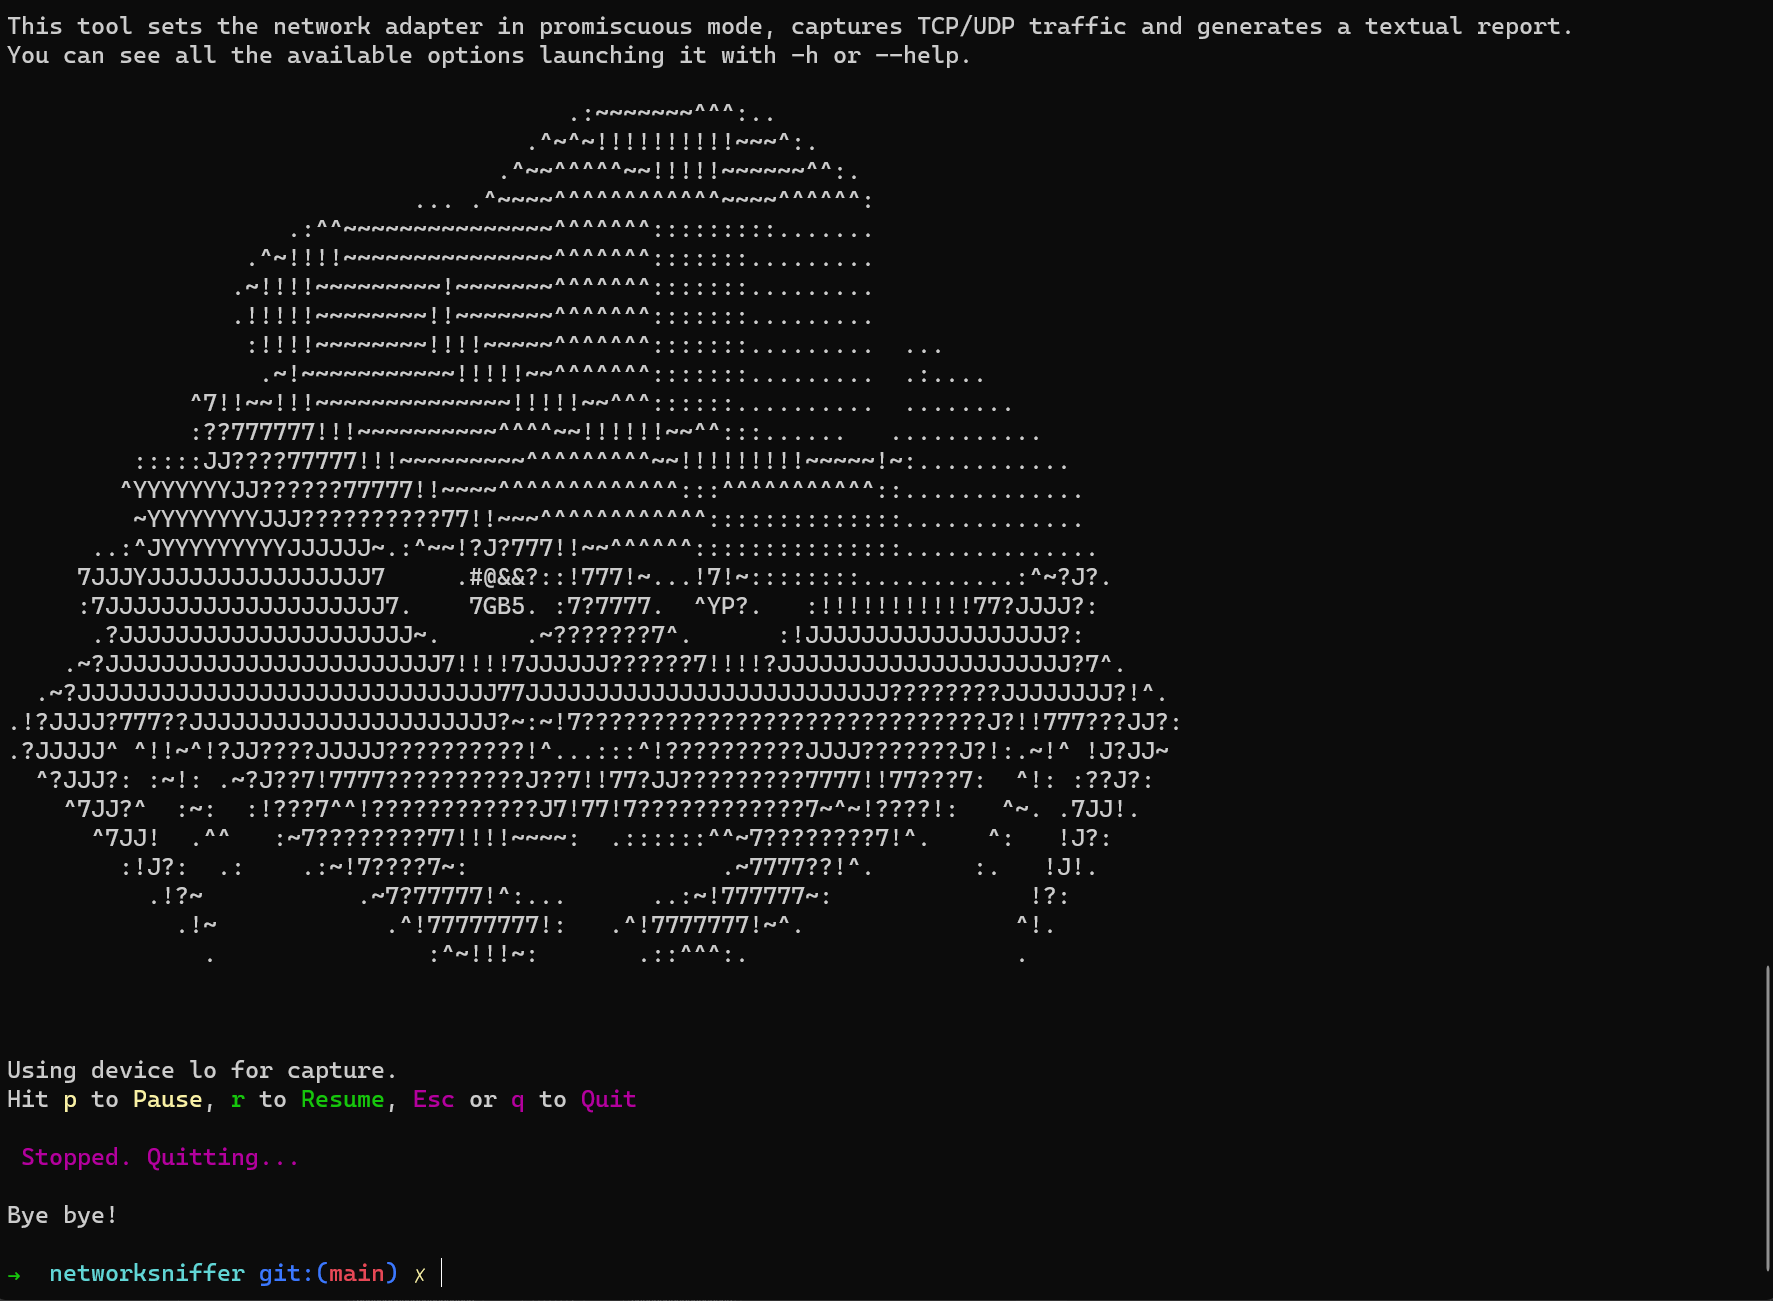 This tool sets the network adapter in promiscuous mode, captures TCP/UDP traffic and generates a textual report.
You can see all the available options launching it with -h or --help.
Using device lo for capture.
Hit p to Pause, r to Resume, Esc or q to Quit
Stopped. Quitting...
Bye bye!
→ networksniffer git:(main) ✗